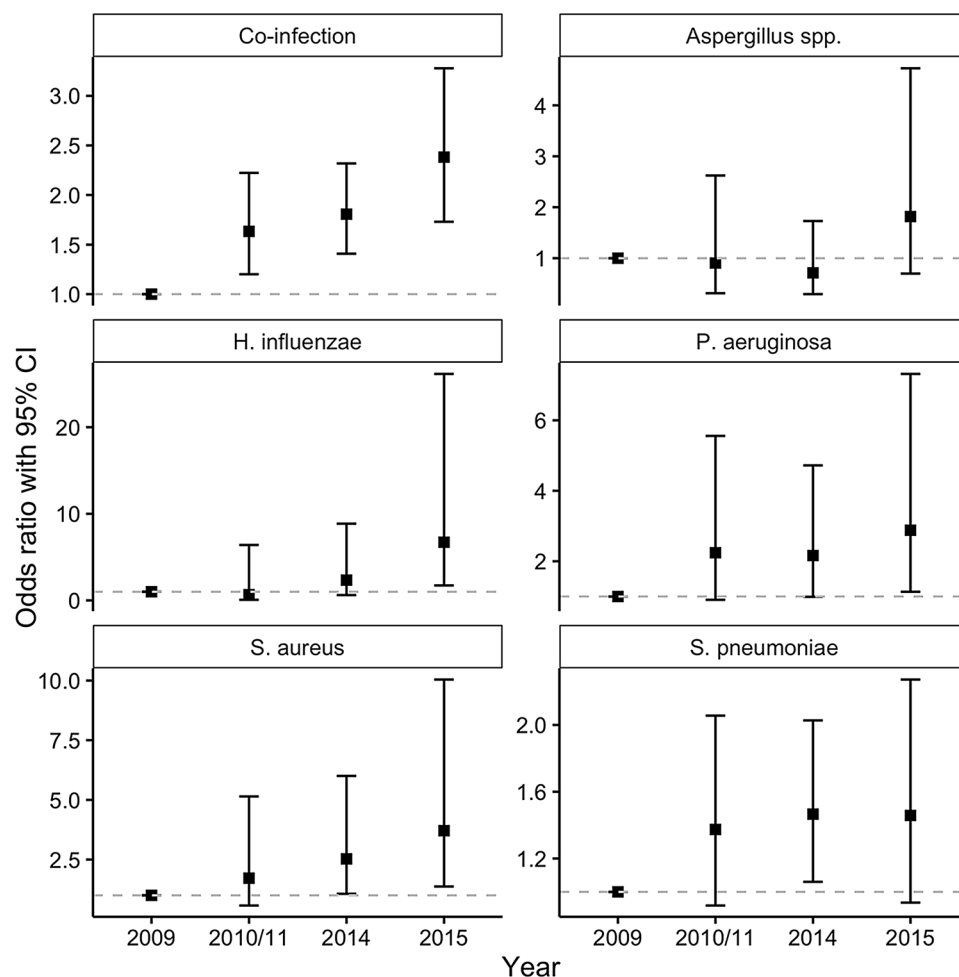 Co-infection
Aspergillus spp.
3.0
2.5
2.0
1.5
1.0
4
3
2
1
H. influenzae
P. aeruginosa
20
10
0
6
4
2
S. aureus
S. pneumoniae
10.0
7.5
5.0
2.5
2.0
1.6
1.2
Odds ratio with 95% CI
2009 2010/11 2014 2015
2009 2010/11 2014 2015
Year